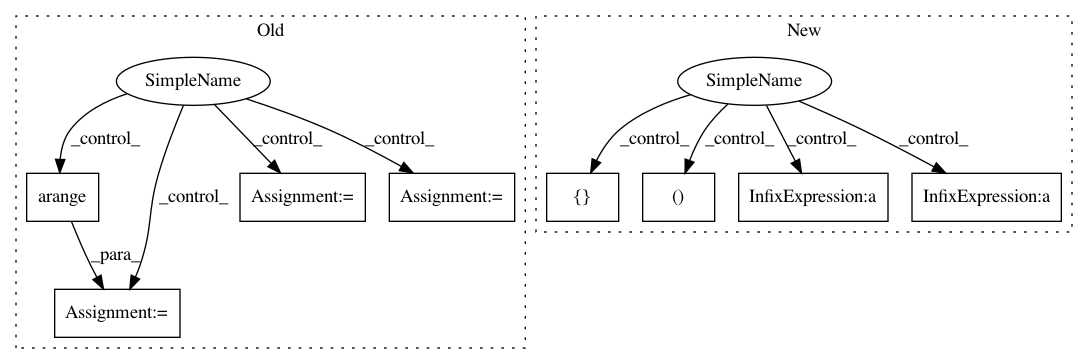 Old
New
SimpleName
SimpleName
_control_
_control_
_control_
_control_
_control_
_control_
_control_
_control_
arange
Assignment:=
Assignment:=
{}
()
InfixExpression:a
InfixExpression:a
_para_
Assignment:=